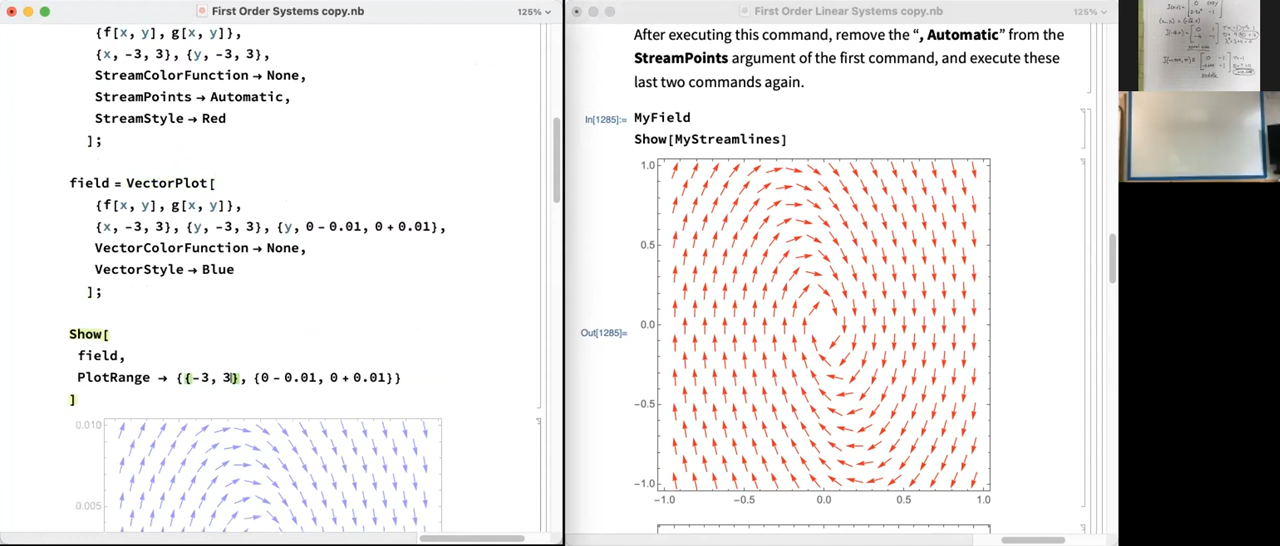 First Order Systems copy.nb
125%
{f[x, y], g[x, y]},
{x, -3, 3}, {y, -3, 3},
StreamColorFunction → None,
StreamPoints → Automatic,
StreamStyle → Red
];
field = VectorPlot[
{f[x, y], g[x, y]},
{x, -3, 3}, {y, -3, 3}, {y, 0 - 0.01, 0 + 0.01},
VectorColorFunction → None,
VectorStyle → Blue
];
Show[
field,
PlotRange → {{-3, 3}, {0 - 0.01, 0 + 0.01}}
]
0.010
0.005
First Order Linear Systems copy.nb
125%
After executing this command, remove the “, Automatic” from the
StreamPoints argument of the first command, and execute these
last two commands again.
In[1285]:= MyField
Show[MyStreamlines]
Out[1285]=
1.0
0.5
0.0
-0.5
-1.0
-1.0 -0.5 0.0 0.5 1.0